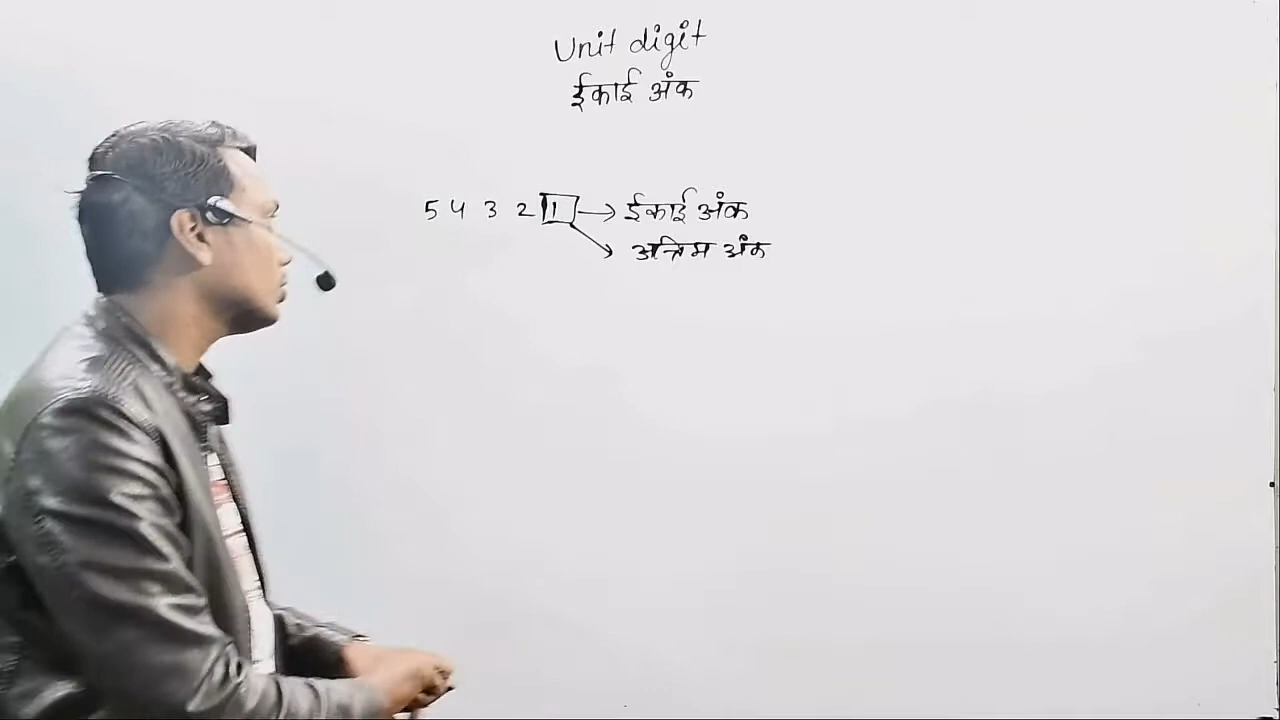 Unit digit
ईकाई अंक
5 4 3 2 1 → ईकाई अंक
अन्तिम अंक